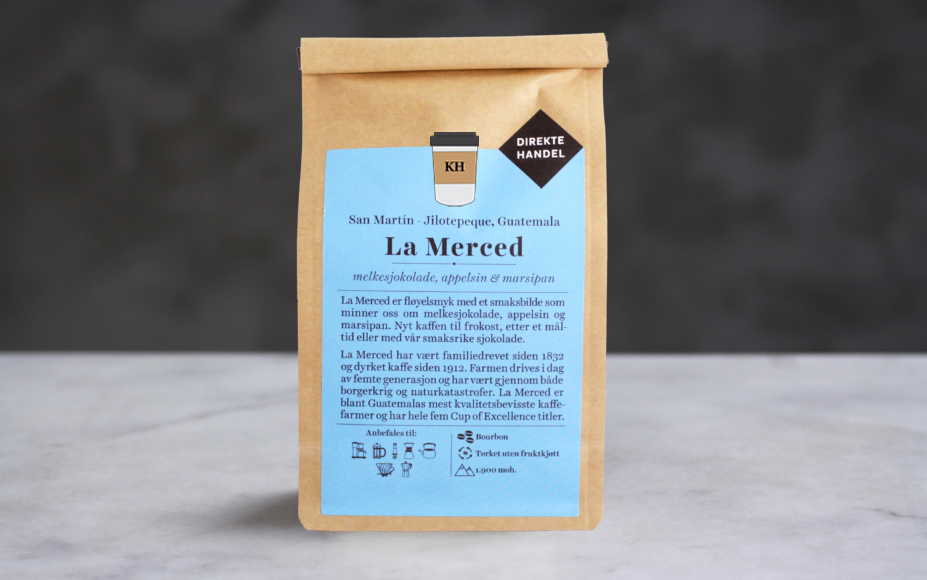 KH
DIREKTE
HANDEL
San Martín - Jilotepeque, Guatemala
La Merced
melkesjokolade, appelsin & marsipan
La Merced er fløyelsmyk med et smaksbilde som
minner oss om melkesjokolade, appelsin og
marsipan. Nyt kaffen til frokost, etter et mål-
tid eller med vår smaksrike sjokolade.
La Merced har vært familiedrevet siden 1832
og dyrket kaffe siden 1912. Farmen drives i dag
av femte generasjon og har vært gjennom både
borgerkrig og naturkatastrofer. La Merced er
blant Guatemalas mest kvalitetsbevisste kaffe-
farmer og har hele fem Cup of Excellence titler.
Anbefales til:
Bourbon
Tørket uten fruktkjøtt
1.900 moh.